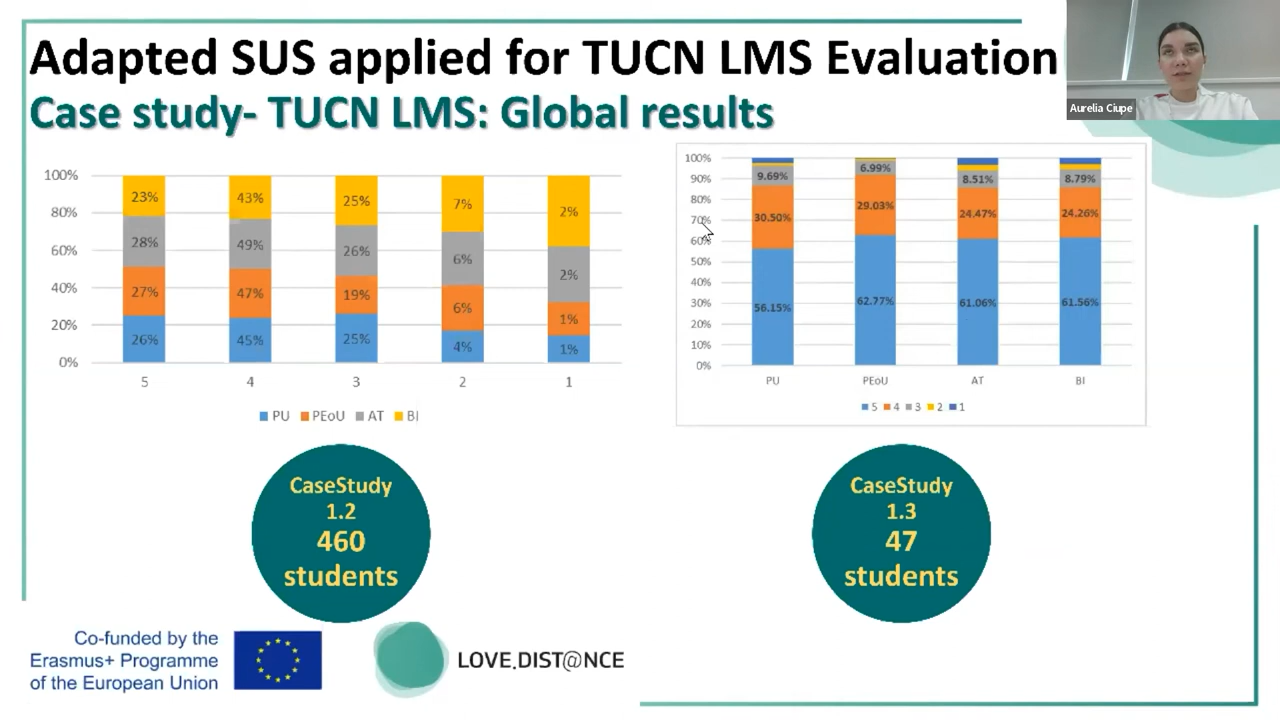 Adapted SUS applied for TUCN LMS Evaluation
Case study- TUCN LMS: Global results
Aurelia Ciupe
100%
80%
60%
40%
20%
0%
23% 43% 25% 7% 2%
28% 49% 26% 6% 2%
27% 47% 19% 6% 1%
26% 45% 25% 4% 1%
5 4 3 2 1
PU PEoU AT BI
100%
90%
80%
70%
60%
50%
40%
30%
20%
10%
0%
9.69% 6.99% 8.51% 8.79%
30.50% 29.03% 24.47% 24.26%
56.15% 62.77% 61.06% 61.56%
PU PEoU AT BI
5 4 3 2 1
CaseStudy
1.2
460
students
CaseStudy
1.3
47
students
Co-funded by the
Erasmus+ Programme
of the European Union
LOVE.DIST@NCE